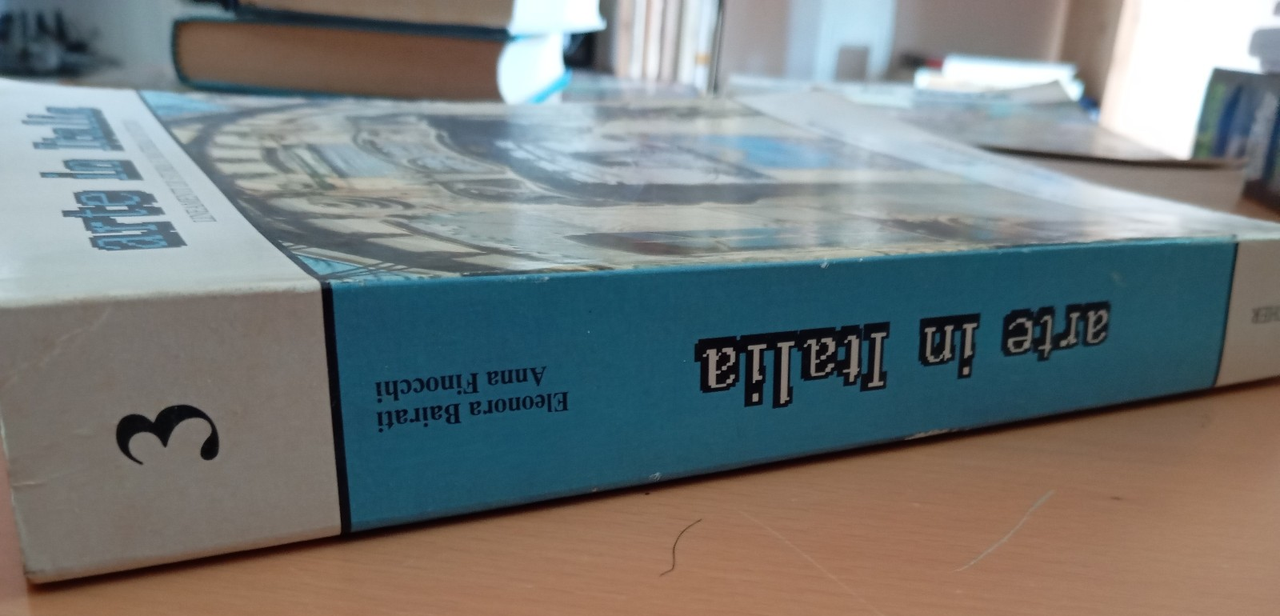 arte in Italia
3
Eleonora Bairati
Anna Finocchi
arte in Italia